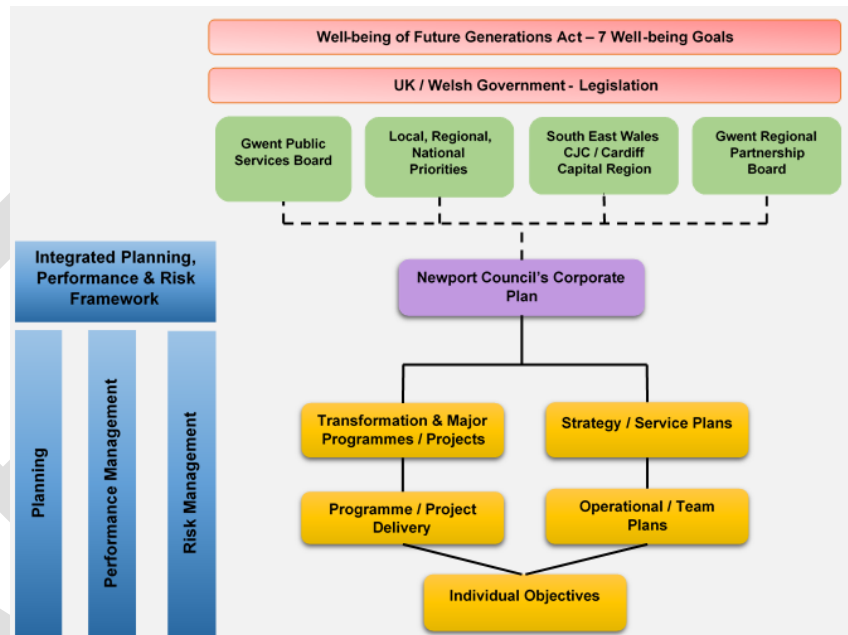 Well-being of Future Generations Act – 7 Well-being Goals
UK / Welsh Government - Legislation
Gwent Public
Services Board
Local, Regional,
National
Priorities
South East Wales
CJC / Cardiff
Capital Region
Gwent Regional
Partnership
Board
Integrated Planning,
Performance & Risk
Framework
Newport Council's Corporate
Plan
Planning
Performance Management
Risk Management
Transformation & Major
Programmes / Projects
Strategy / Service Plans
Programme / Project
Delivery
Operational / Team
Plans
Individual Objectives